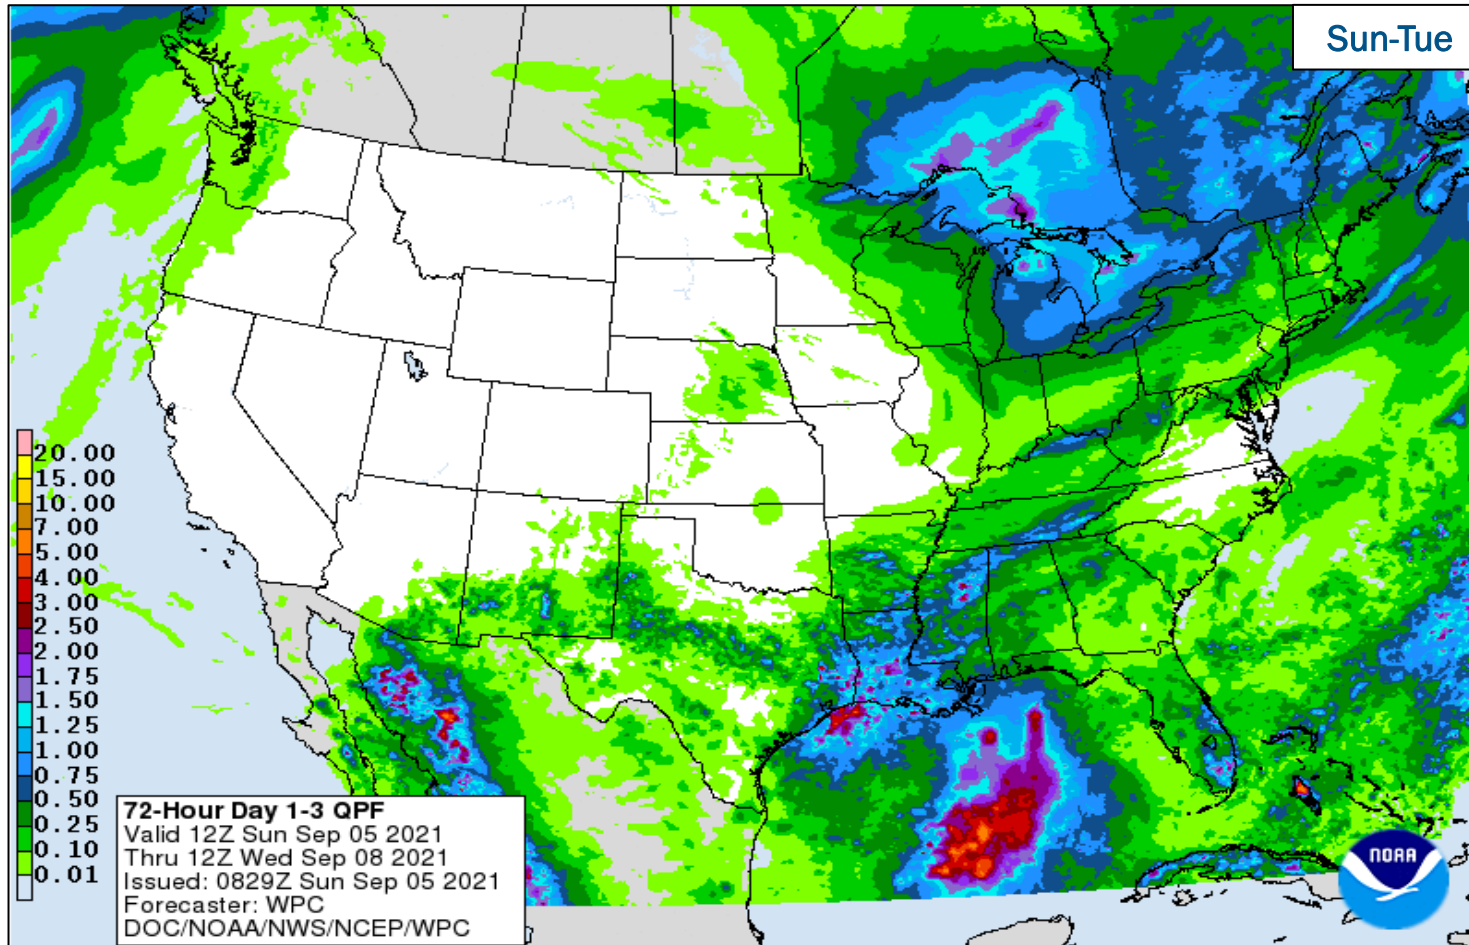 Sun-Tue
20.00
15.00
10.00
7.00
5.00
4.00
3.00
2.50
2.00
1.75
1.50
1.25
1.00
0.75
0.50
0.25
0.10
0.01
72-Hour Day 1-3 QPF
Valid 12Z Sun Sep 05 2021
Thru 12Z Wed Sep 08 2021
Issued: 0829Z Sun Sep 05 2021
Forecaster: WPC
DOC/NOAA/NWS/NCEP/WPC
NOAA